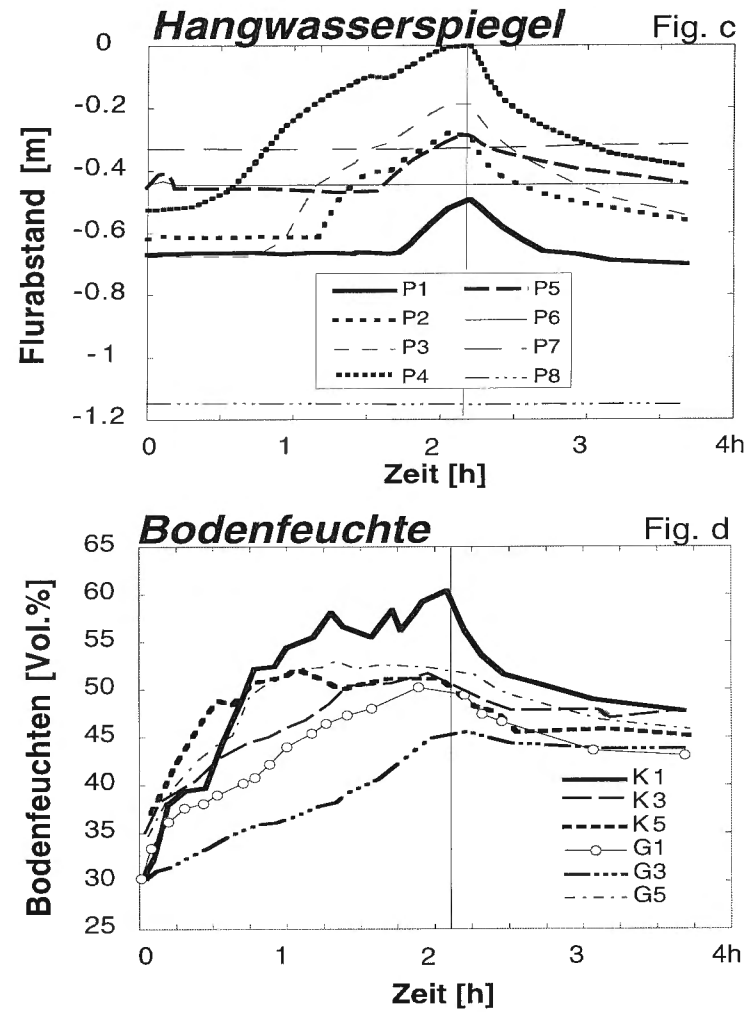 Hangwasserspiegel Fig. c
0
-0.2
-0.4
-0.6
-0.8
-1
-1.2
Flurabstand [m]
P1 P5
P2 P6
P3 P7
P4 P8
0 1 2 3 4h
Zeit [h]
Bodenfeuchte Fig. d
65
60
55
50
45
40
35
30
25
Bodenfeuchten [Vol.%]
K1
K3
K5
G1
G3
G5
0 1 2 3 4h
Zeit [h]